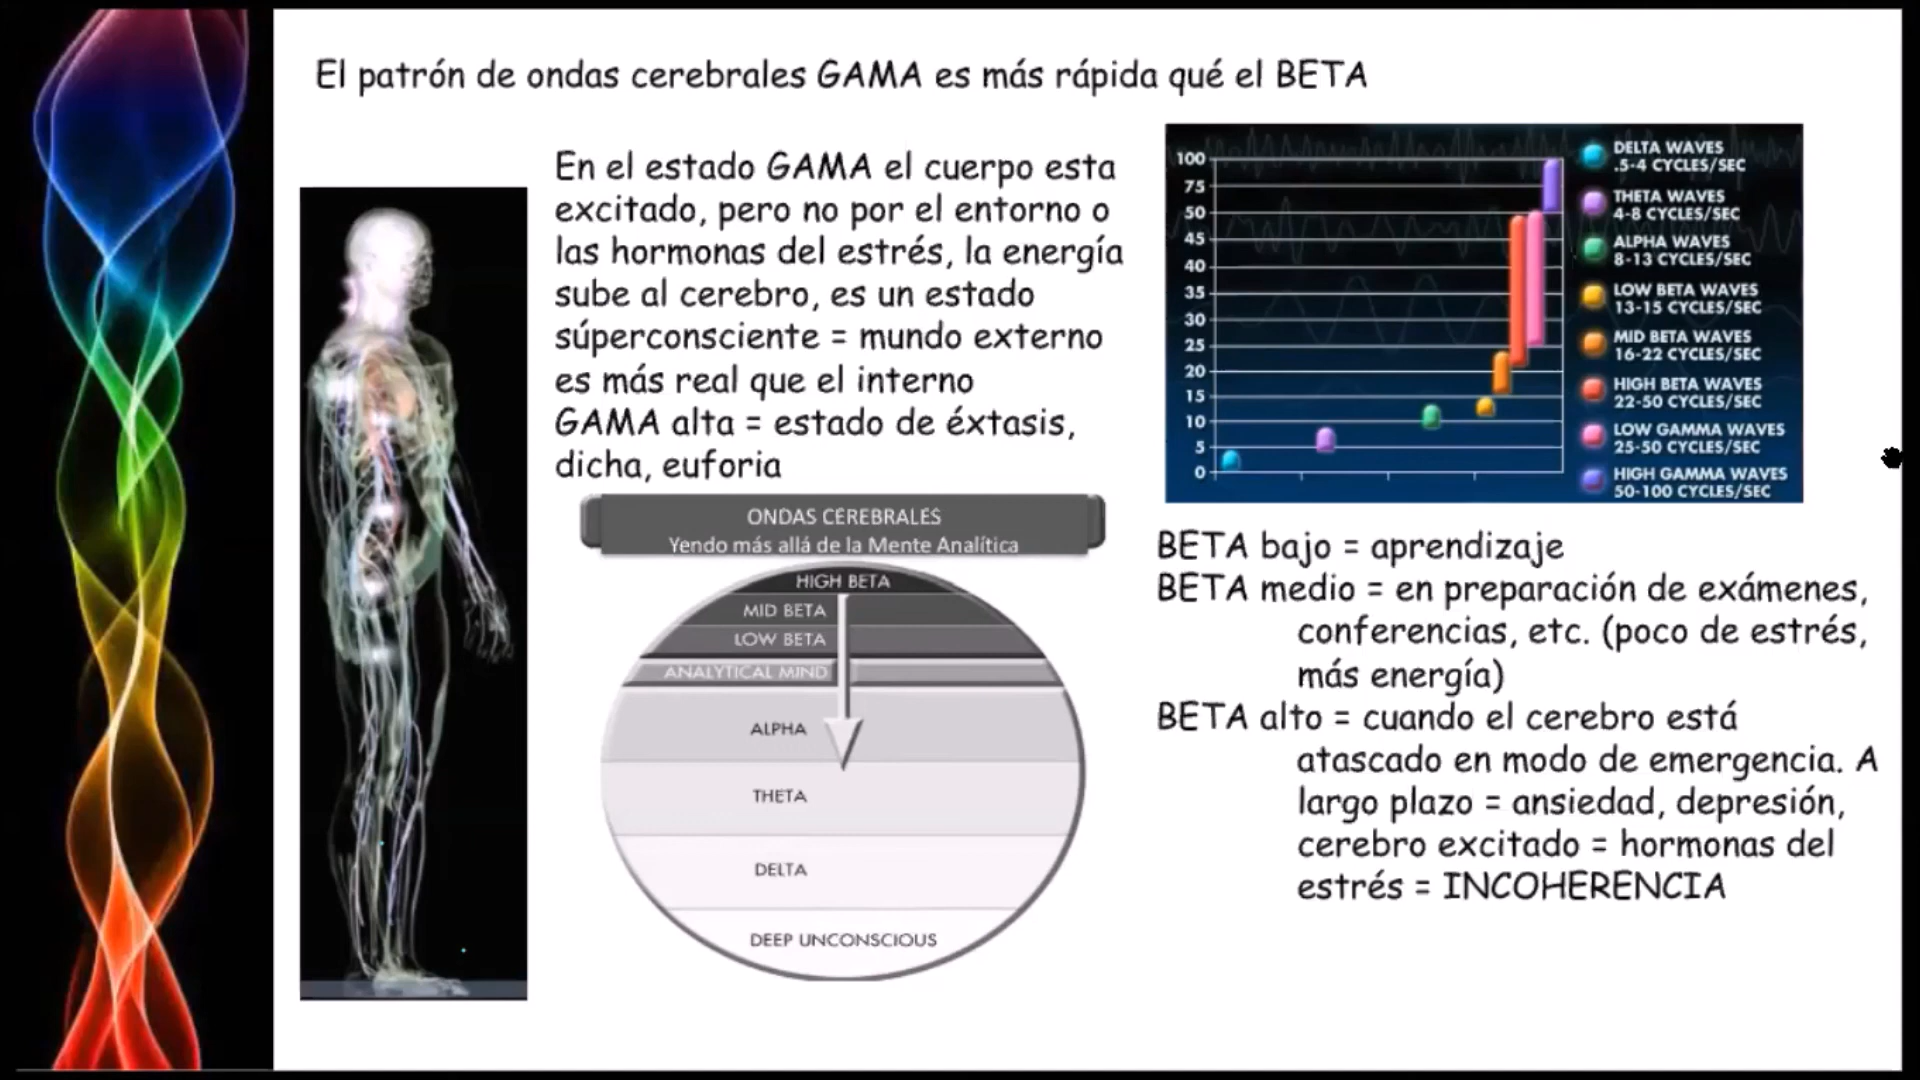 El patrón de ondas cerebrales GAMA es más rápida qué el BETA
En el estado GAMA el cuerpo esta
excitado, pero no por el entorno o
las hormonas del estrés, la energía
sube al cerebro, es un estado
súperconsciente = mundo externo
es más real que el interno
GAMA alta = estado de éxtasis,
dicha, euforia
100
75
50
45
40
35
30
25
20
15
10
5
0
DELTA WAVES
.5-4 CYCLES/SEC
THETA WAVES
4-8 CYCLES/SEC
ALPHA WAVES
8-13 CYCLES/SEC
LOW BETA WAVES
13-15 CYCLES/SEC
MID BETA WAVES
16-22 CYCLES/SEC
HIGH BETA WAVES
22-50 CYCLES/SEC
LOW GAMMA WAVES
25-50 CYCLES/SEC
HIGH GAMMA WAVES
50-100 CYCLES/SEC
ONDAS CEREBRALES
Yendo más allá de la Mente Analítica
HIGH BETA
MID BETA
LOW BETA
ANALYTICAL MIND
ALPHA
THETA
DELTA
DEEP UNCONSCIOUS
BETA bajo = aprendizaje
BETA medio = en preparación de exámenes,
conferencias, etc. (poco de estrés,
más energía)
BETA alto = cuando el cerebro está
atascado en modo de emergencia. A
largo plazo = ansiedad, depresión,
cerebro excitado = hormonas del
estrés = INCOHERENCIA